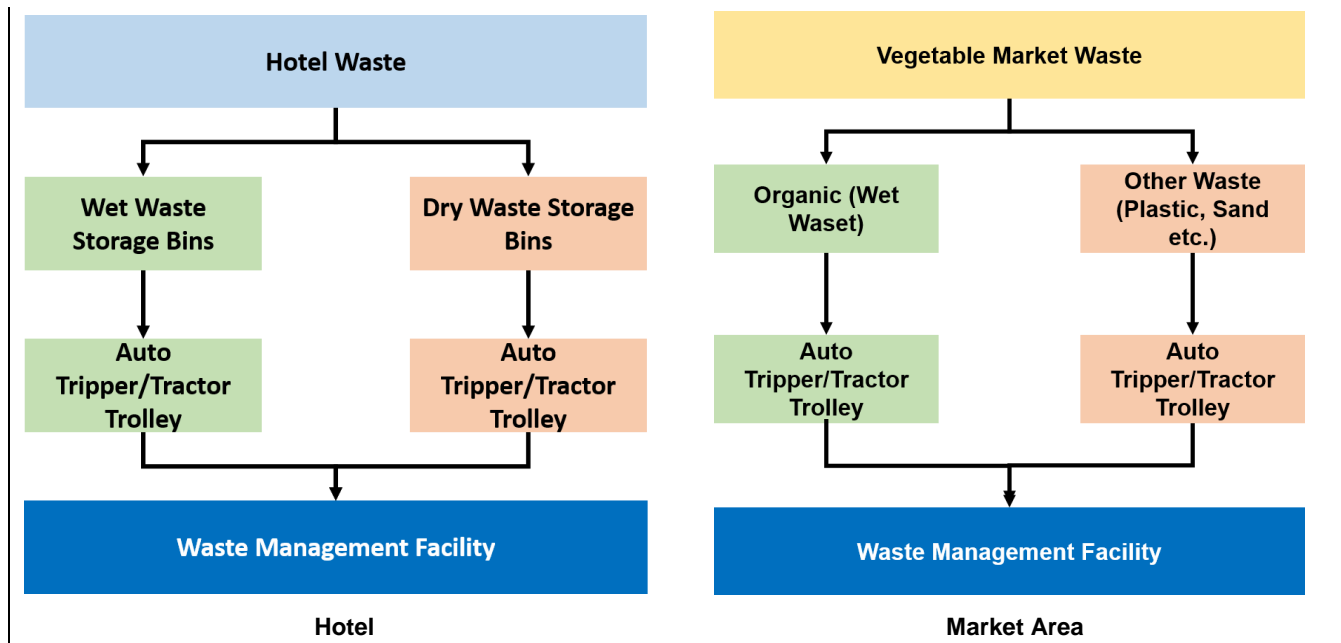 Hotel Waste
Wet Waste
Storage Bins
Dry Waste Storage
Bins
Auto
Tripper/Tractor
Trolley
Auto
Tripper/Tractor
Trolley
Waste Management Facility
Hotel
Vegetable Market Waste
Organic (Wet
Waset)
Other Waste
(Plastic, Sand
etc.)
Auto
Tripper/Tractor
Trolley
Auto
Tripper/Tractor
Trolley
Waste Management Facility
Market Area